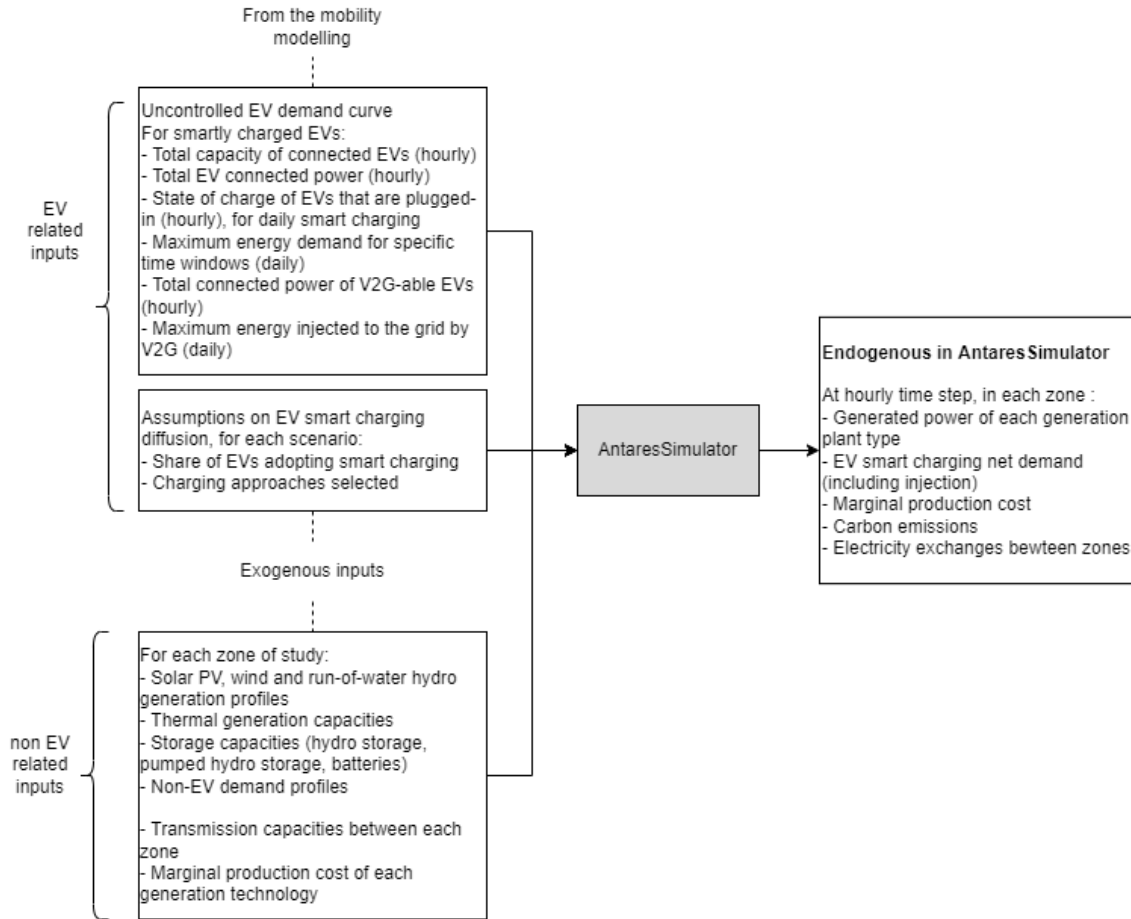 From the mobility
modelling
Uncontrolled EV demand curve
For smartly charged EVs:
- Total capacity of connected EVs (hourly)
- Total EV connected power (hourly)
- State of charge of EVs that are plugged-
in (hourly), for daily smart charging
- Maximum energy demand for specific
time windows (daily)
- Total connected power of V2G-able EVs
(hourly)
- Maximum energy injected to the grid by
V2G (daily)
EV
related
inputs
Assumptions on EV smart charging
diffusion, for each scenario:
- Share of EVs adopting smart charging
- Charging approaches selected
Exogenous inputs
non EV
related
inputs
For each zone of study:
- Solar PV, wind and run-of-water hydro
generation profiles
- Thermal generation capacities
- Storage capacities (hydro storage,
pumped hydro storage, batteries)
- Non-EV demand profiles
- Transmission capacities between each
zone
- Marginal production cost of each
generation technology
AntaresSimulator
Endogenous in AntaresSimulator
At hourly time step, in each zone :
- Generated power of each generation
plant type
- EV smart charging net demand
(including injection)
- Marginal production cost
- Carbon emissions
- Electricity exchanges bewteen zones